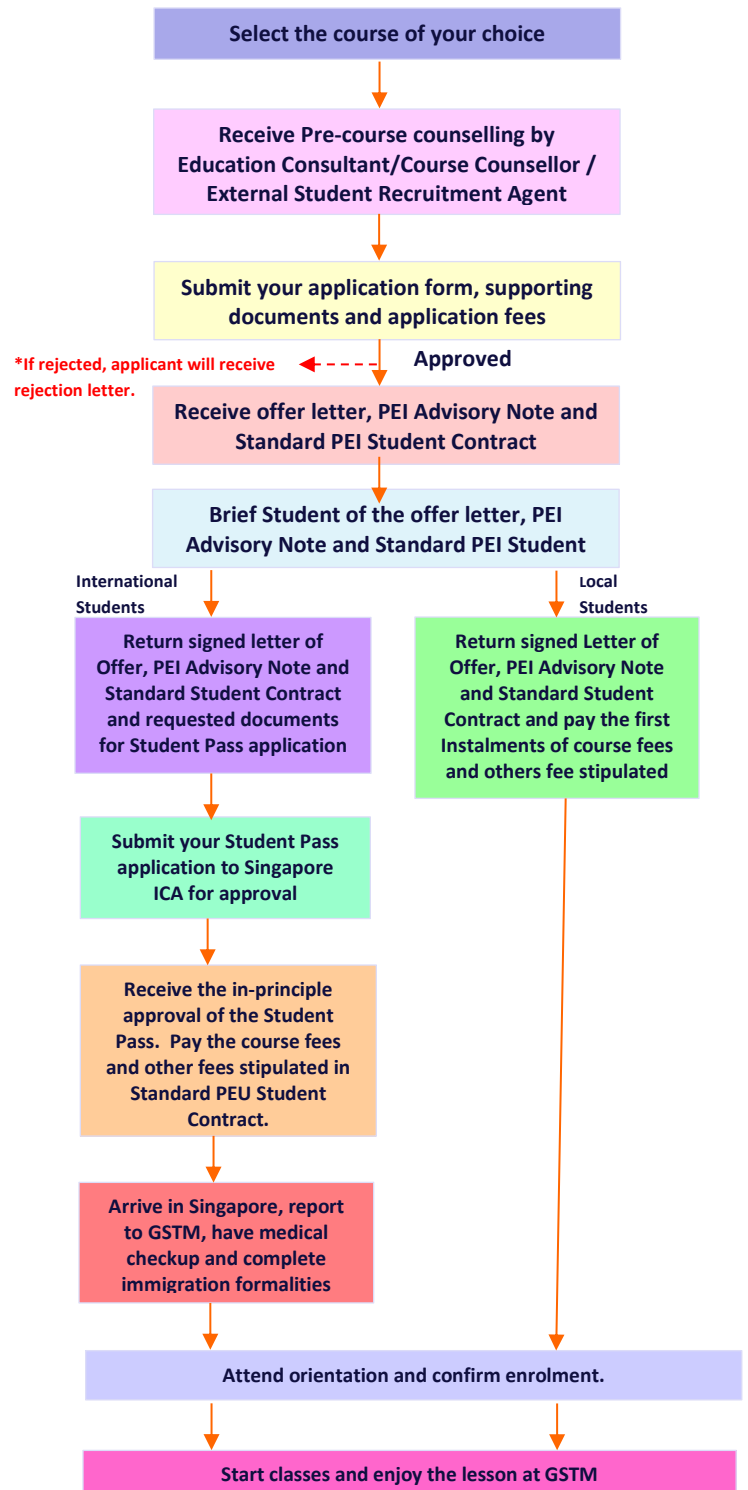 Select the course of your choice
Receive Pre-course counselling by
Education Consultant/Course Counsellor /
External Student Recruitment Agent
Submit your application form, supporting
documents and application fees
*If rejected, applicant will receive
rejection letter.
Approved
Receive offer letter, PEI Advisory Note and
Standard PEI Student Contract
Brief Student of the offer letter, PEI
Advisory Note and Standard PEI Student
International
Students
Local
Students
Return signed letter of
Offer, PEI Advisory Note and
Standard Student Contract
and requested documents
for Student Pass application
Return signed Letter of
Offer, PEI Advisory Note
and Standard Student
Contract and pay the first
Instalments of course fees
and others fee stipulated
Submit your Student Pass
application to Singapore
ICA for approval
Receive the in-principle
approval of the Student
Pass.  Pay the course fees
and other fees stipulated in
Standard PEU Student
Contract.
Arrive in Singapore, report
to GSTM, have medical
checkup and complete
immigration formalities
Attend orientation and confirm enrolment.
Start classes and enjoy the lesson at GSTM